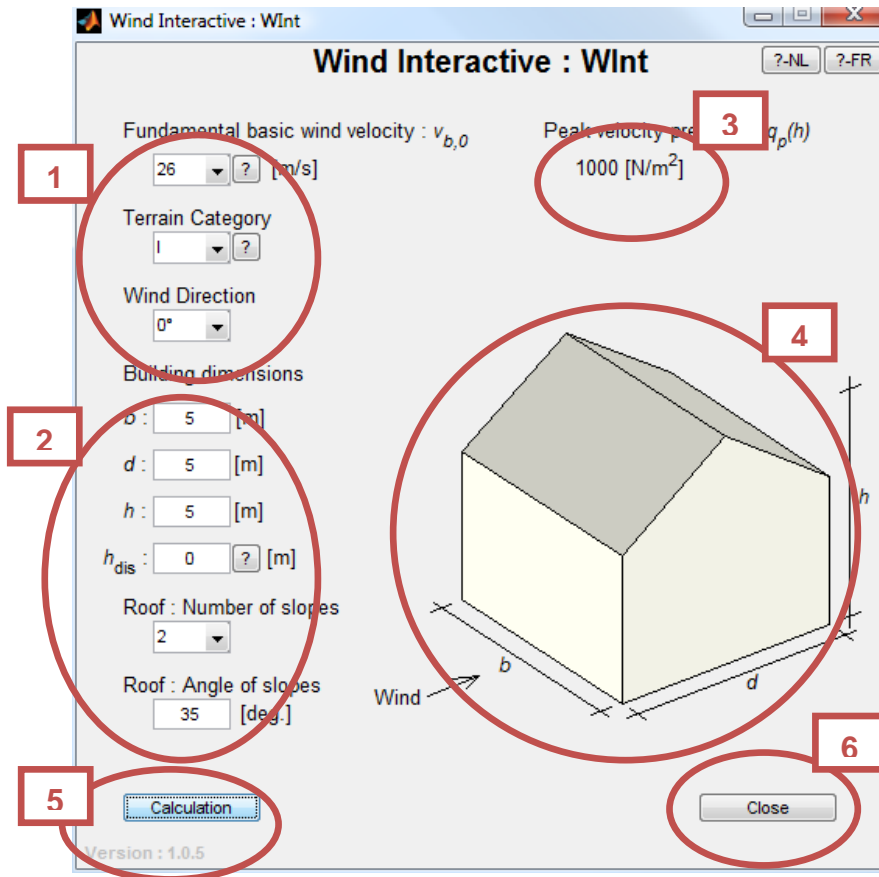 Wind Interactive : WInt
Wind Interactive : WInt
?-NL ?-FR
Fundamental basic wind velocity : v_b,0
26 ? [m/s]
Terrain Category
I ?
Wind Direction
0°
Building dimensions
b : 5 [m]
d : 5 [m]
h : 5 [m]
h_dis : 0 ? [m]
Roof : Number of slopes
2
Roof : Angle of slopes
35 [deg.]
Calculation
Version : 1.0.5
Peak velocity q_p(h)
1000 [N/m²]
h
b
d
Wind
Close
1
2
3
4
5
6